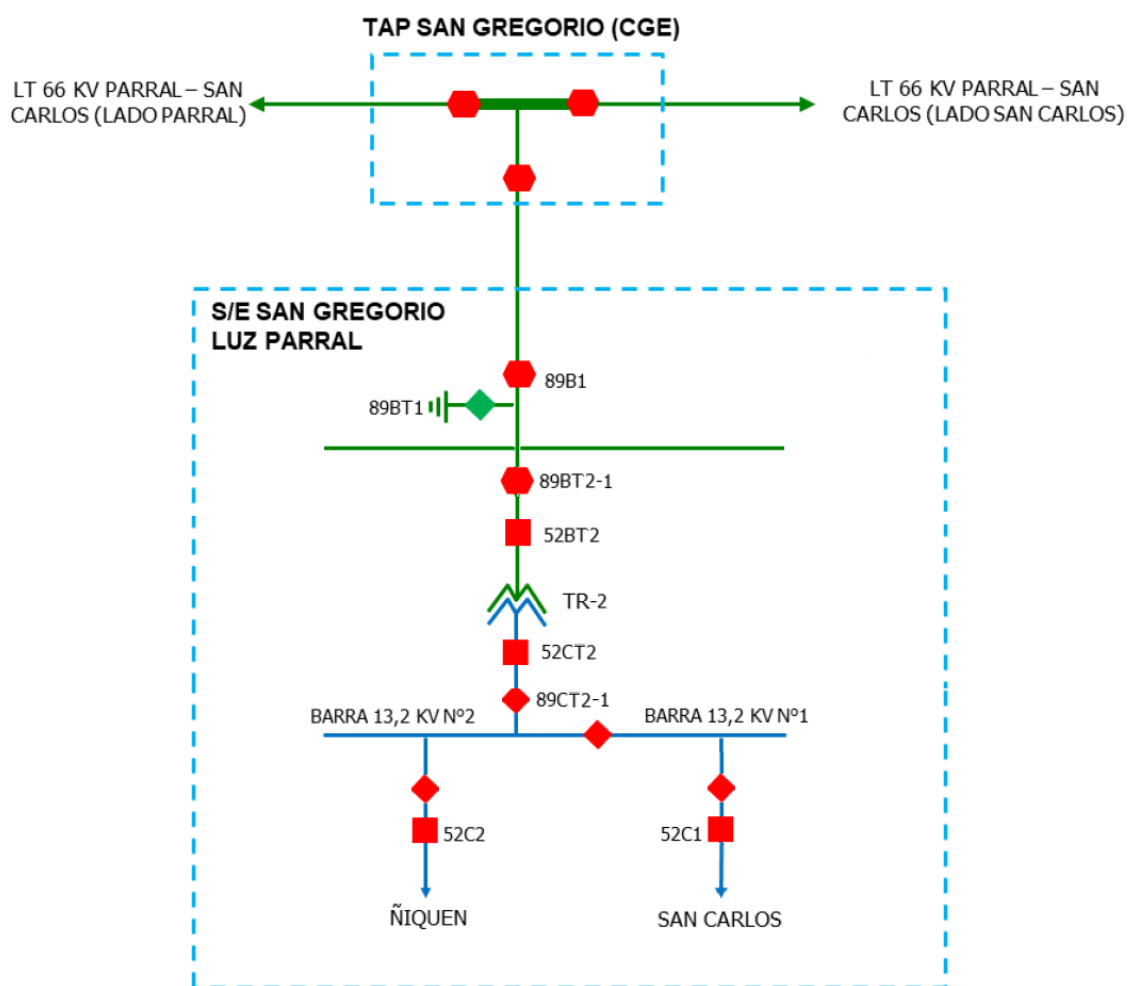 TAP SAN GREGORIO (CGE)
LT 66 KV PARRAL – SAN
CARLOS (LADO PARRAL)
LT 66 KV PARRAL – SAN
CARLOS (LADO SAN CARLOS)
S/E SAN GREGORIO
LUZ PARRAL
89B1
89BT1
89BT2-1
52BT2
TR-2
52CT2
89CT2-1
BARRA 13,2 KV Nº2
BARRA 13,2 KV Nº1
52C2
52C1
ÑIQUEN
SAN CARLOS